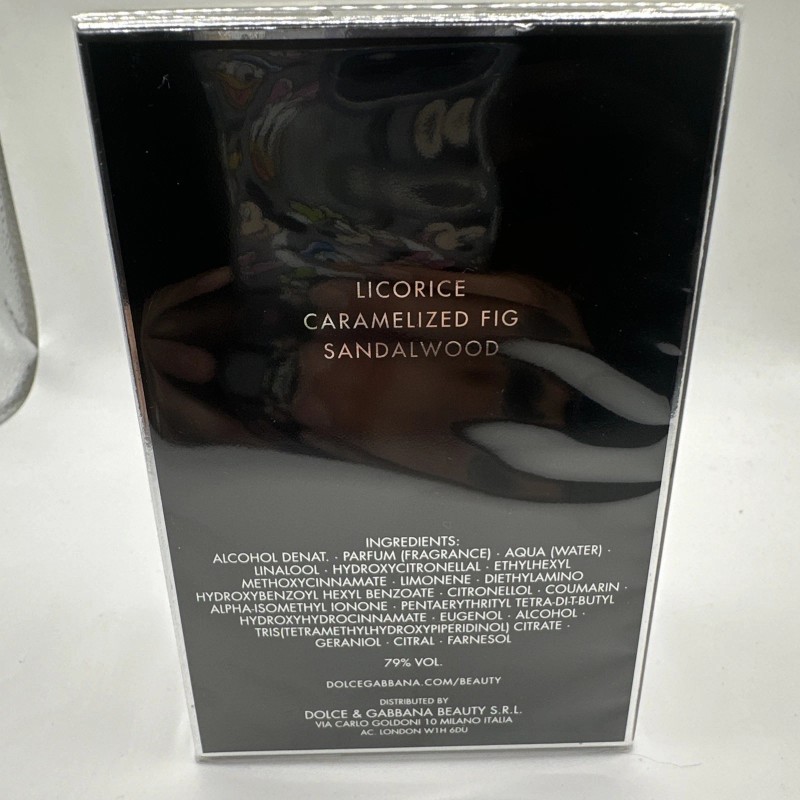 LICORICE
CARAMELIZED FIG
SANDALWOOD
INGREDIENTS:
ALCOHOL DENAT. · PARFUM (FRAGRANCE) · AQUA (WATER) ·
LINALOOL · HYDROXYCITRONELLAL · ETHYLHEXYL
METHOXYCINNAMATE · LIMONENE · DIETHYLAMINO
HYDROXYBENZOYL HEXYL BENZOATE · CITRONELLOL · COUMARIN ·
ALPHA-ISOMETHYL IONONE · PENTAERYTHRITYL TETRA-DI-T-BUTYL
HYDROXYHYDROCINNAMATE · EUGENOL · ALCOHOL ·
TRIS(TETRAMETHYLHYDROXYPIPERIDINOL) CITRATE ·
GERANIOL · CITRAL · FARNESOL
79% VOL.
DOLCEGABBANA.COM/BEAUTY
DISTRIBUTED BY
DOLCE & GABBANA BEAUTY S.R.L.
VIA CARLO GOLDONI 10 MILANO ITALIA
AC LONDON W1H 6DU